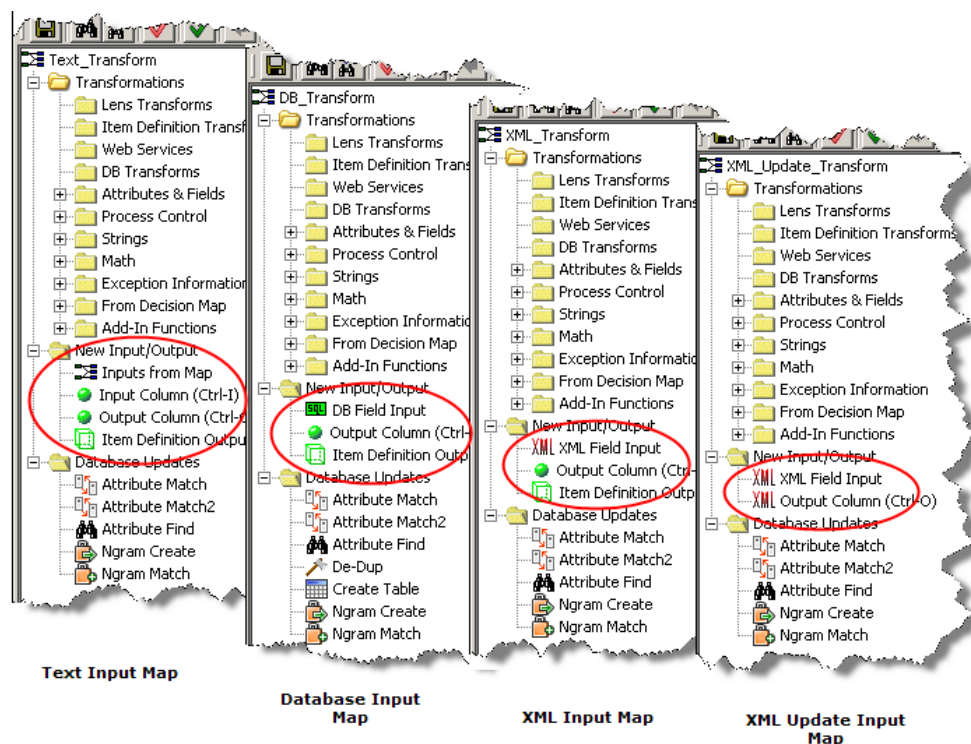 Text_Transform
Transformations
Lens Transforms
Item Definition Transf
Web Services
DB Transforms
Attributes & Fields
Process Control
Strings
Math
Exception Information
From Decision Map
Add-In Functions
New Input/Output
Inputs from Map
Input Column (Ctrl-I)
Output Column (Ctrl-
Item Definition Outpu
Database Updates
Attribute Match
Attribute Match2
Attribute Find
Ngram Create
Ngram Match
Text Input Map
DB_Transform
Transformations
Lens Transforms
Item Definition Trans
Web Services
DB Transforms
Attributes & Fields
Process Control
Strings
Math
Exception Informatic
From Decision Map
Add-In Functions
New Input/Output
SQL DB Field Input
Output Column (Ctrl-
Item Definition Outp
Database Updates
Attribute Match
Attribute Match2
Attribute Find
De-Dup
Create Table
Ngram Create
Ngram Match
Database Input
Map
XML_Transform
Transformations
Lens Transforms
Item Definition Trans
Web Services
DB Transforms
Attributes & Fields
Process Control
Strings
Math
Exception Informatic
From Decision Map
Add-In Functions
New Input/Output
XML XML Field Input
Output Column (Ctrl-
Item Definition Outp
Database Updates
Attribute Match
Attribute Match2
Attribute Find
Ngram Create
Ngram Match
XML Input Map
XML_Update_Transform
Transformations
Lens Transforms
Item Definition Transforms
Web Services
DB Transforms
Attributes & Fields
Process Control
Strings
Math
Exception Information
From Decision Map
Add-In Functions
New Input/Output
XML XML Field Input
XML Output Column (Ctrl-O)
Database Updates
Attribute Match
Attribute Match2
Attribute Find
Ngram Create
Ngram Match
XML Update Input
Map